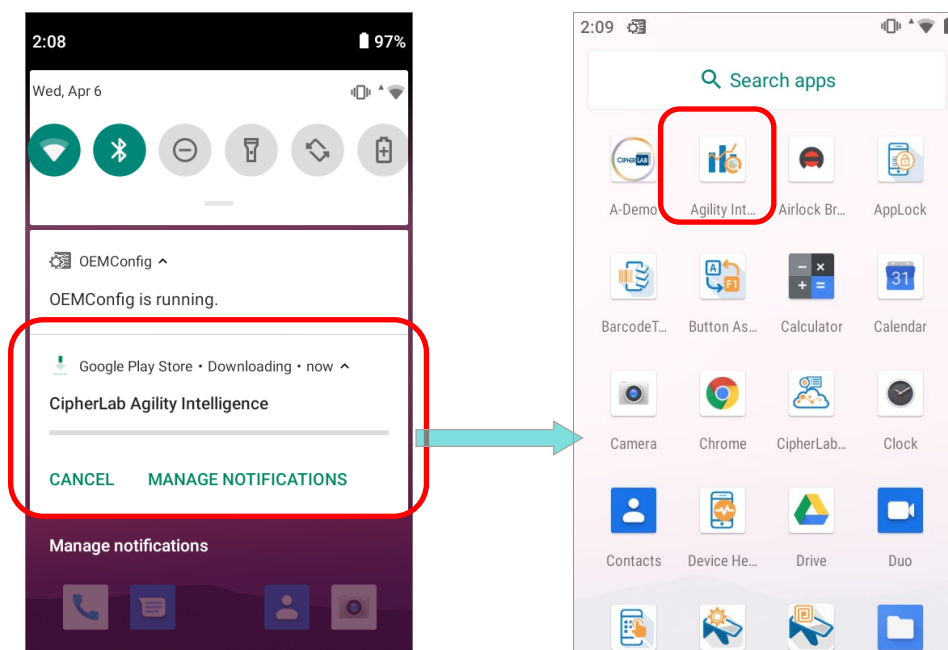 2:08
97%
Wed, Apr 6
OEMConfig
OEMConfig is running.
Google Play Store • Downloading • now
CipherLab Agility Intelligence
CANCEL MANAGE NOTIFICATIONS
Manage notifications
2:09
Search apps
CIPHERLAB
A-Demo Agility Int... Airlock Br... AppLock
A
F1
31
BarcodeT... Button As... Calculator Calendar
Camera Chrome CipherLab... Clock
Contacts Device He... Drive Duo